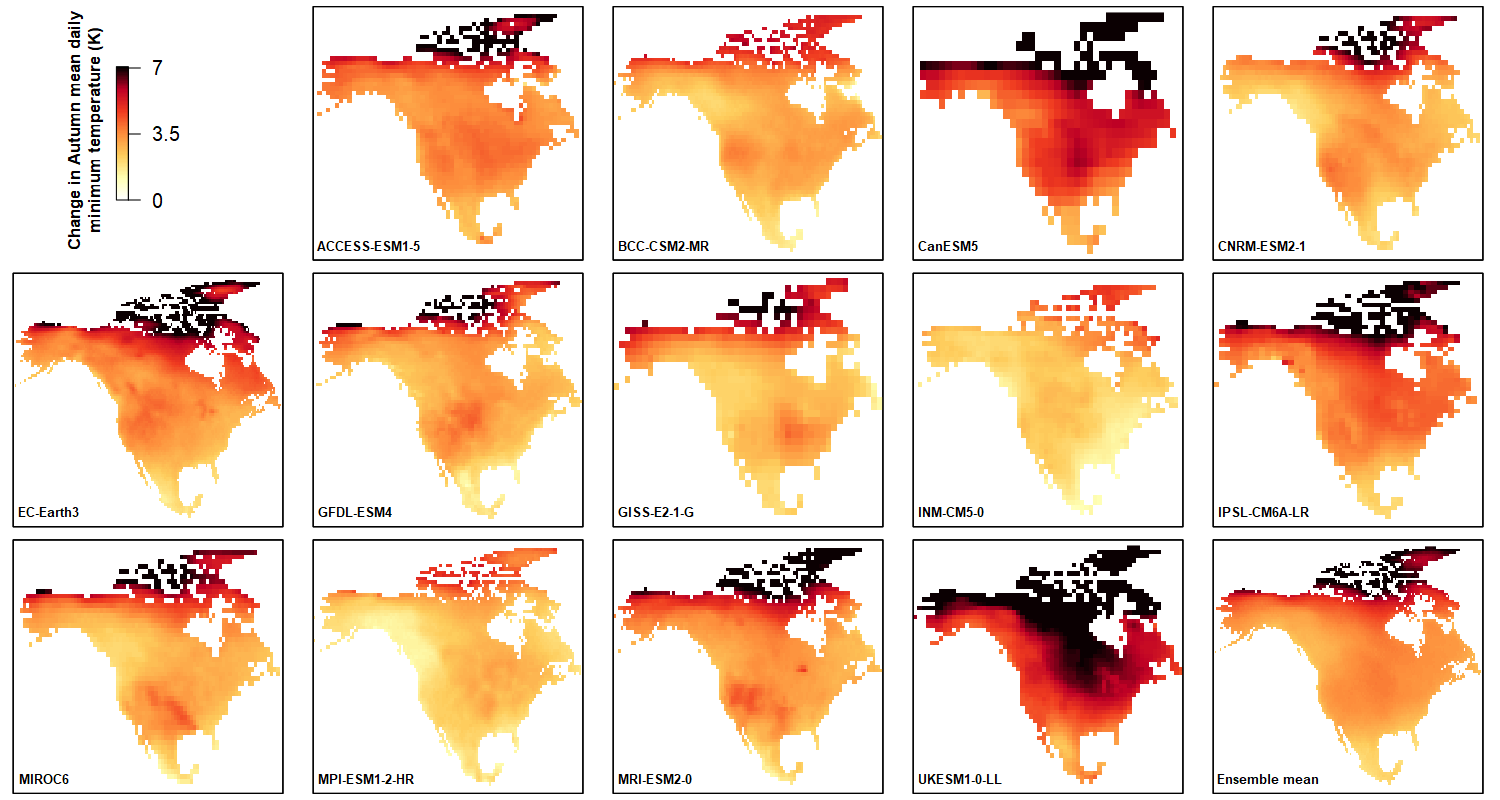 Change in Autumn mean daily
minimum temperature (K)
7
3.5
0
ACCESS-ESM1-5
BCC-CSM2-MR
CanESM5
CNRM-ESM2-1
EC-Earth3
GFDL-ESM4
GISS-E2-1-G
INM-CM5-0
IPSL-CM6A-LR
MIROC6
MPI-ESM1-2-HR
MRI-ESM2-0
UKESM1-0-LL
Ensemble mean